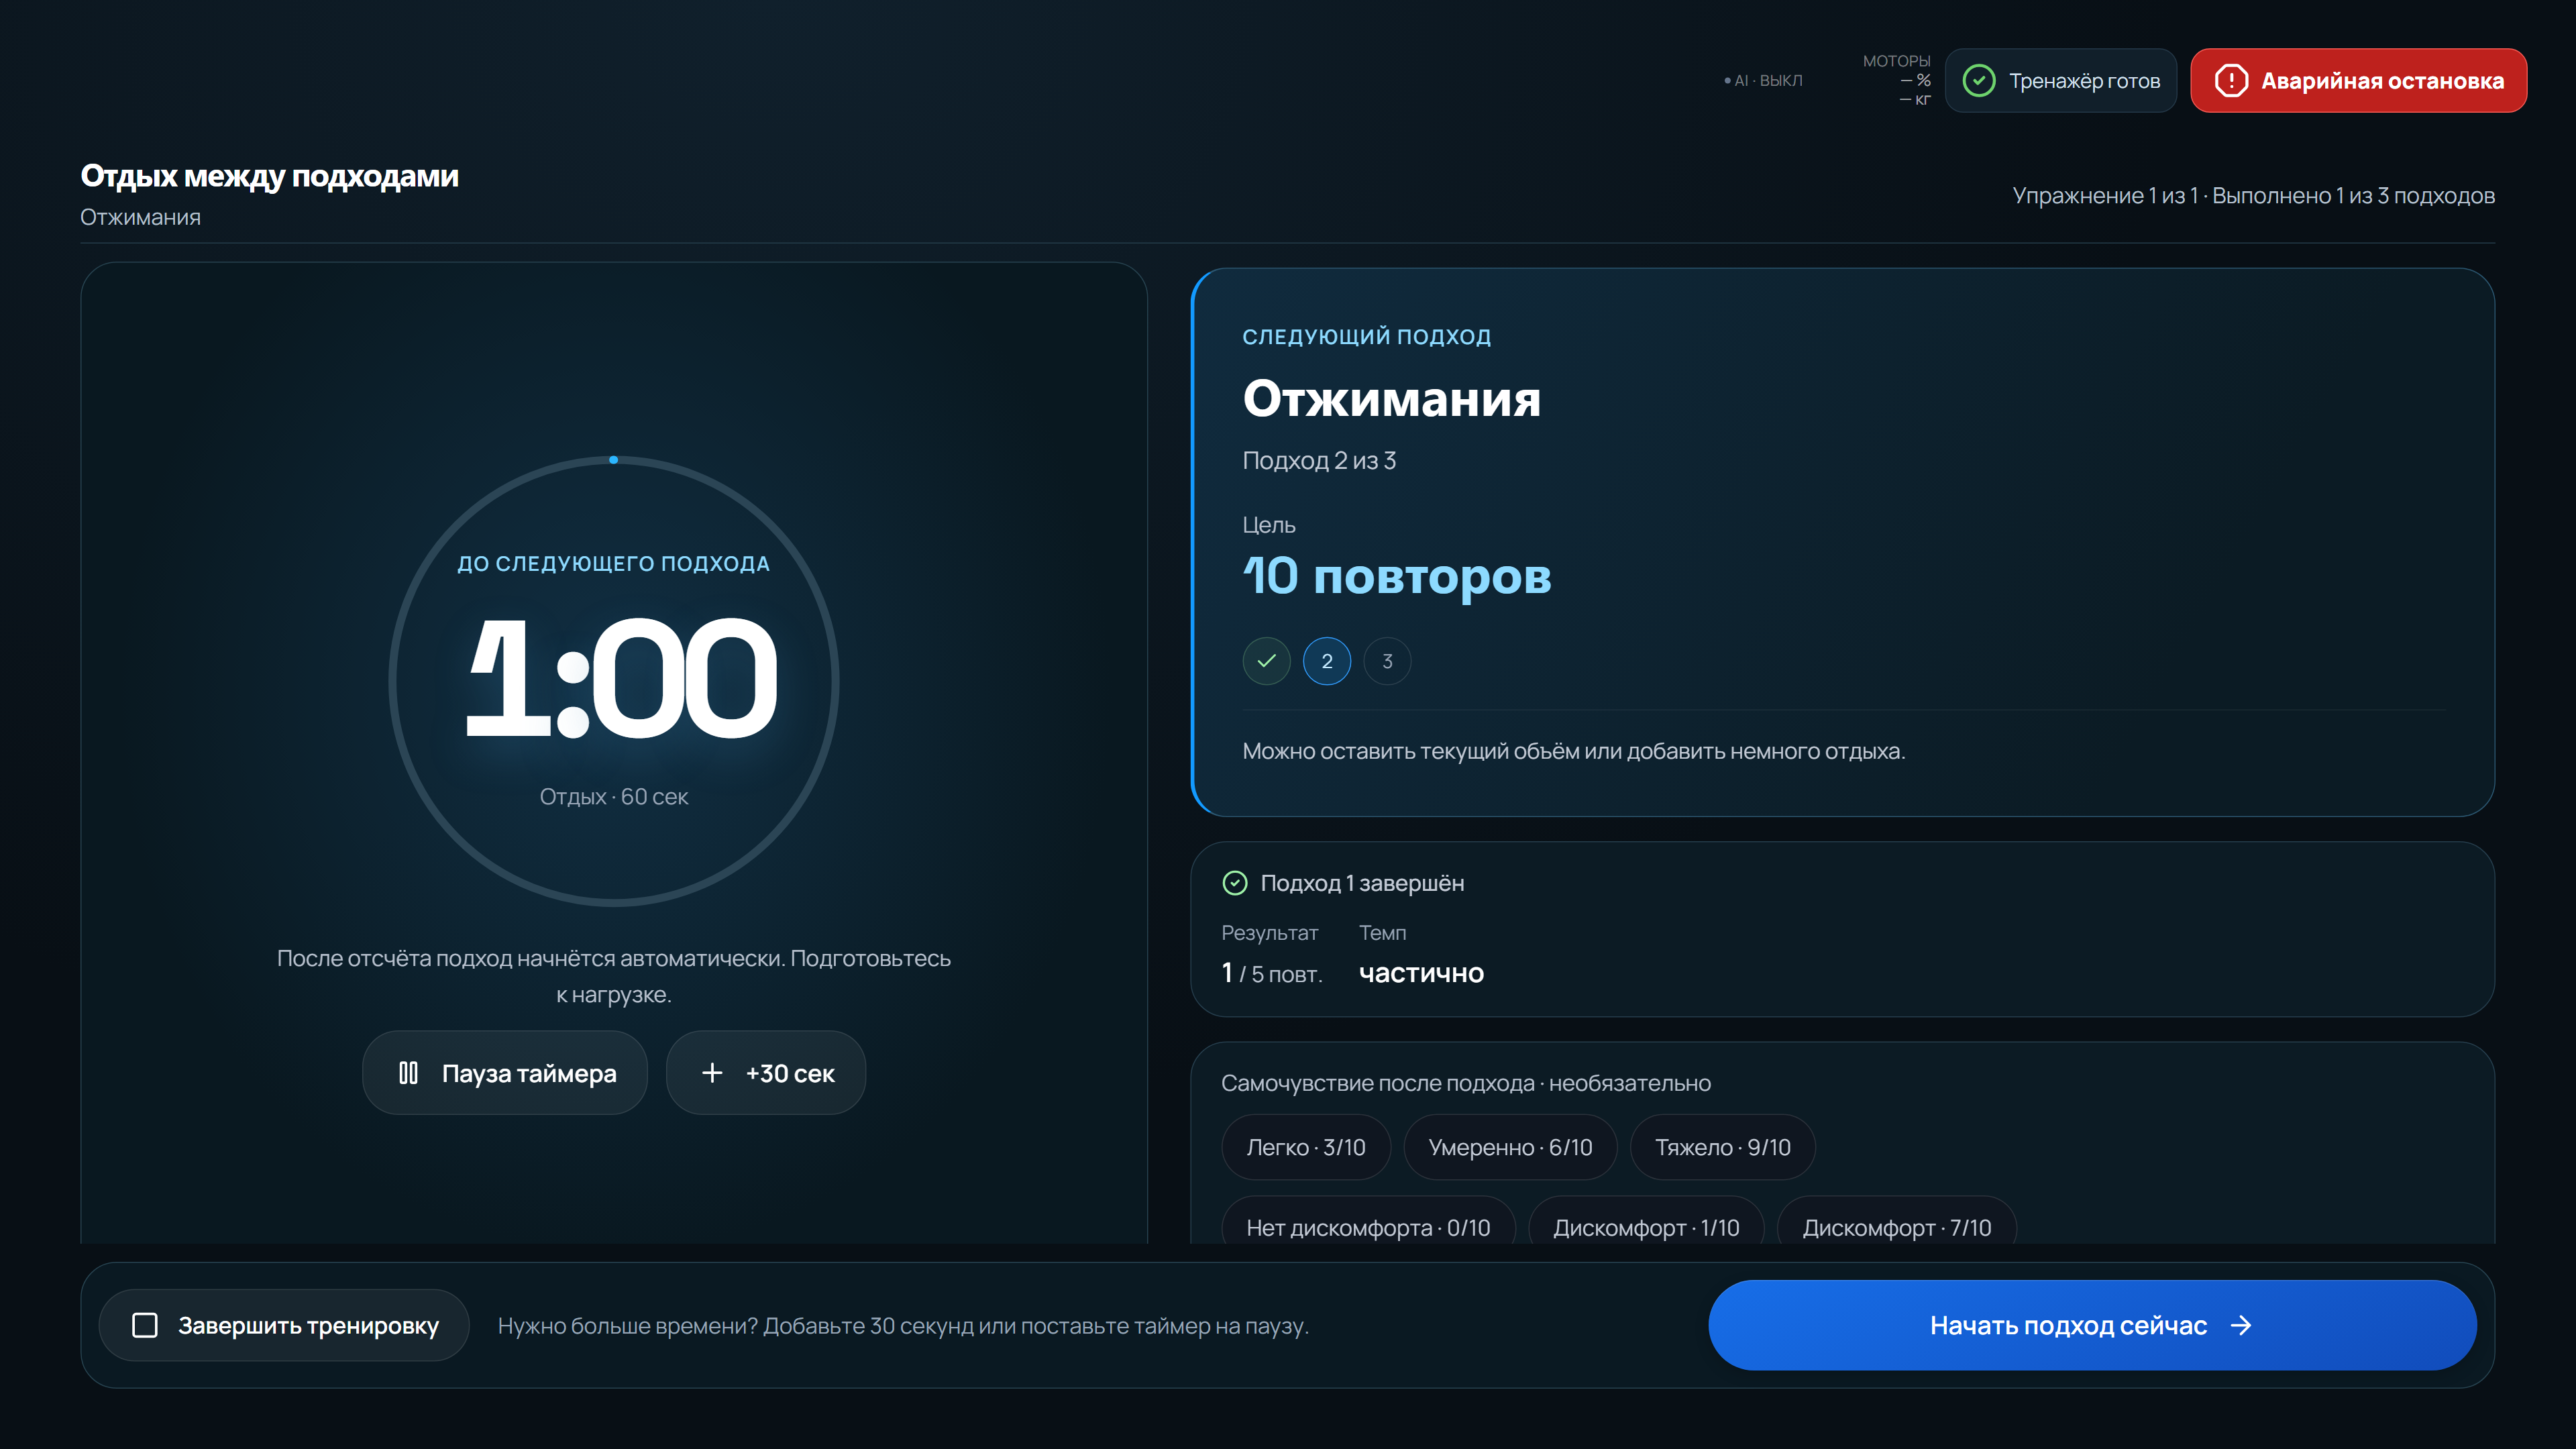 AI · ВЫКЛ
МОТОРЫ
— %
— кг
Тренажёр готов
Аварийная остановка
Отдых между подходами
Отжимания
Упражнение 1 из 1 · Выполнено 1 из 3 подходов
ДО СЛЕДУЮЩЕГО ПОДХОДА
1:00
Отдых · 60 сек
После отсчёта подход начнётся автоматически. Подготовьтесь
к нагрузке.
Пауза таймера
+30 сек
СЛЕДУЮЩИЙ ПОДХОД
Отжимания
Подход 2 из 3
Цель
10 повторов
2 3
Можно оставить текущий объём или добавить немного отдыха.
Подход 1 завершён
Результат Темп
1 / 5 повт. частично
Самочувствие после подхода · необязательно
Легко · 3/10 Умеренно · 6/10 Тяжело · 9/10
Нет дискомфорта · 0/10 Дискомфорт · 1/10 Дискомфорт · 7/10
Завершить тренировку
Нужно больше времени? Добавьте 30 секунд или поставьте таймер на паузу.
Начать подход сейчас